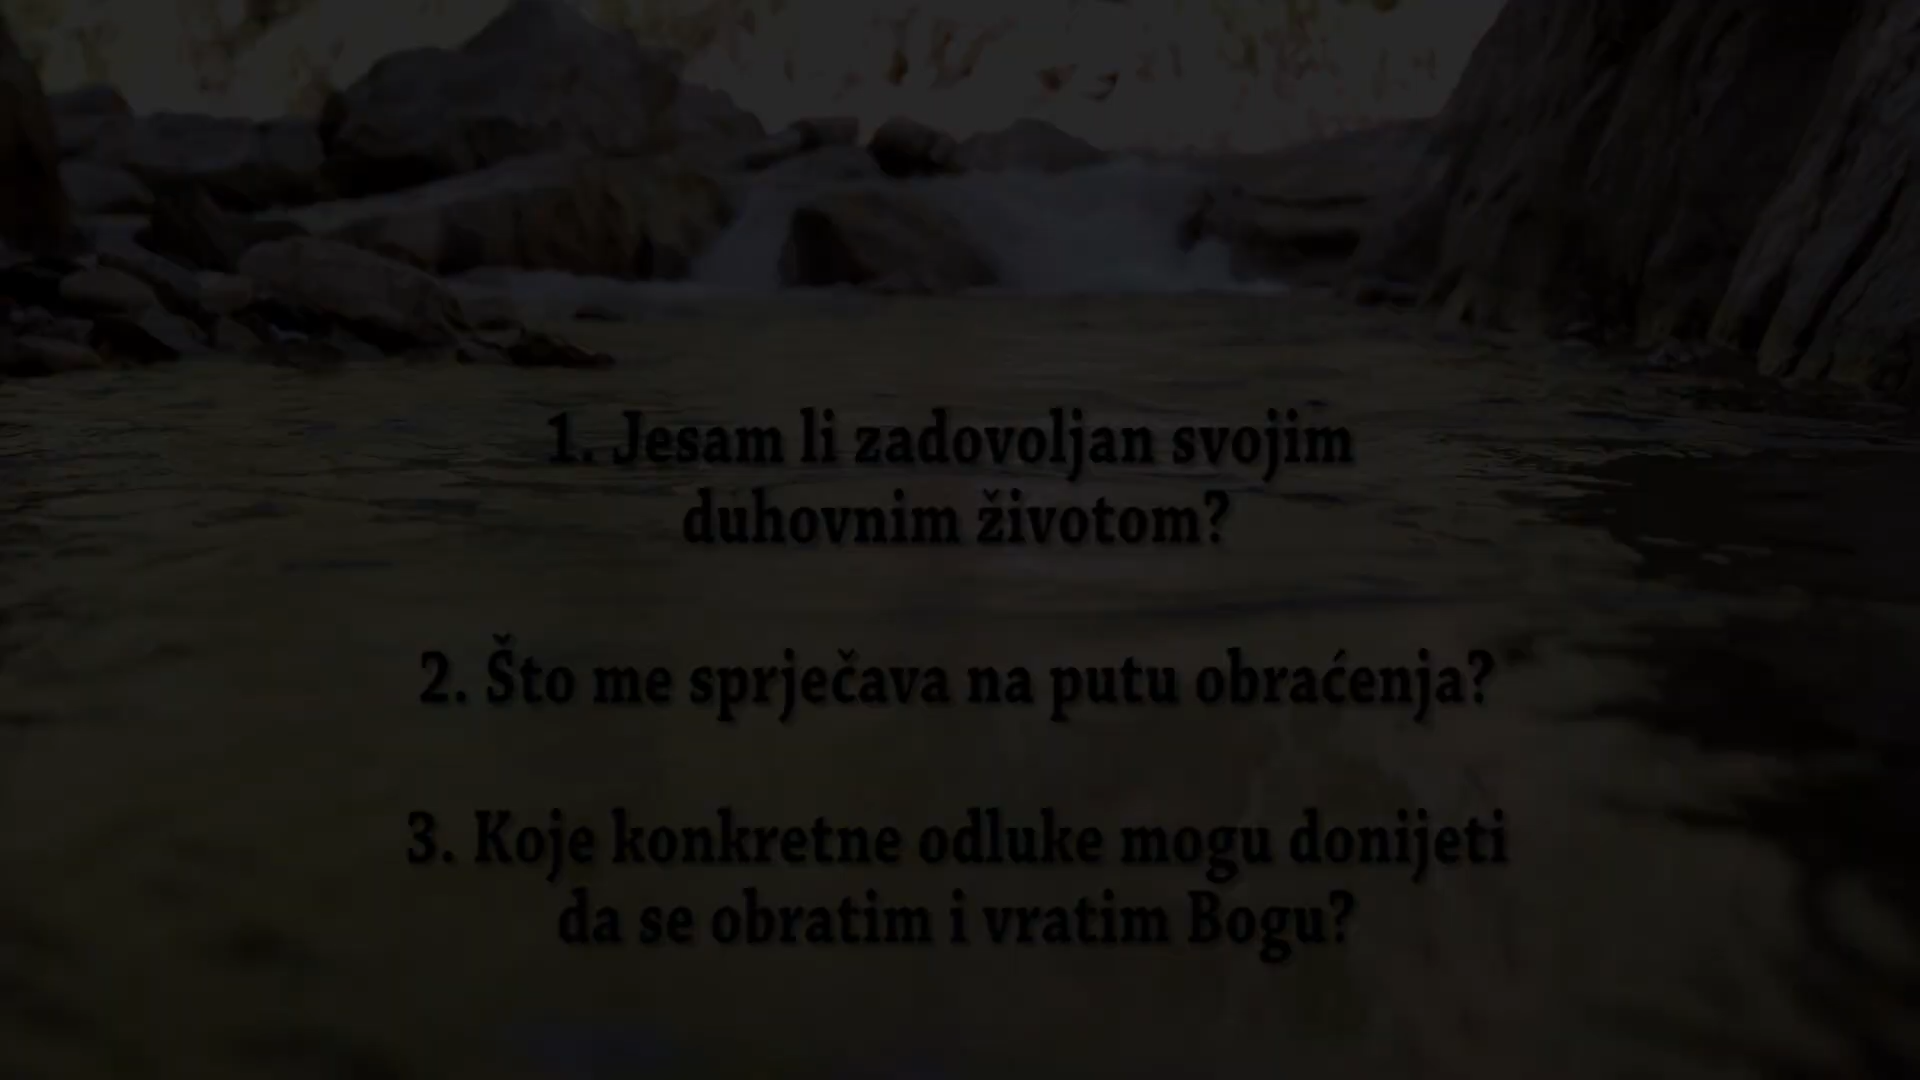 1. Jesam li zadovoljan svojim
duhovnim životom?
2. Što me sprječava na putu obraćenja?
3. Koje konkretne odluke mogu donijeti
da se obratim i vratim Bogu?